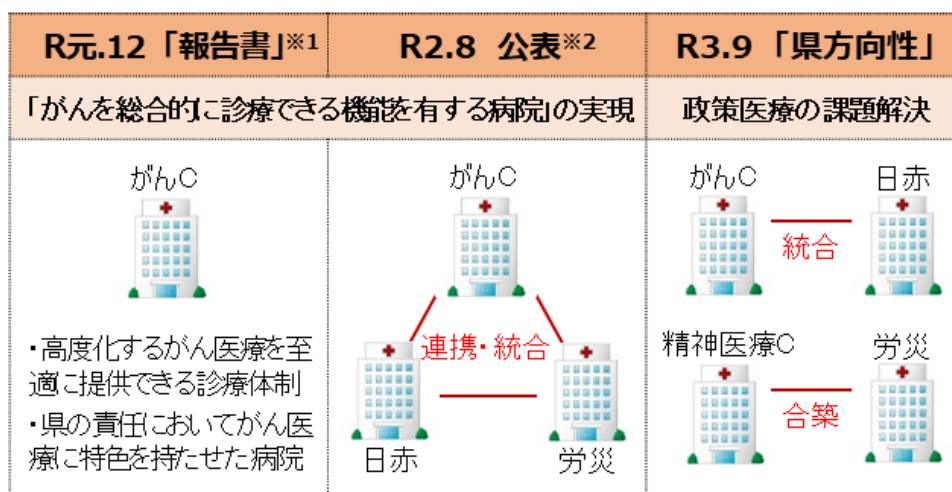 R元.12「報告書」※1
R2.8 公表※2
R3.9「県方向性」
「がんを総合的に診療できる機能を有する病院」の実現
政策医療の課題解決
がんC
・高度化するがん医療を至
適に提供できる診療体制
・県の責任においてがん医
療に特色を持たせた病院
がんC
連携・統合
日赤
労災
がんC
日赤
統合
精神医療C
労災
合築